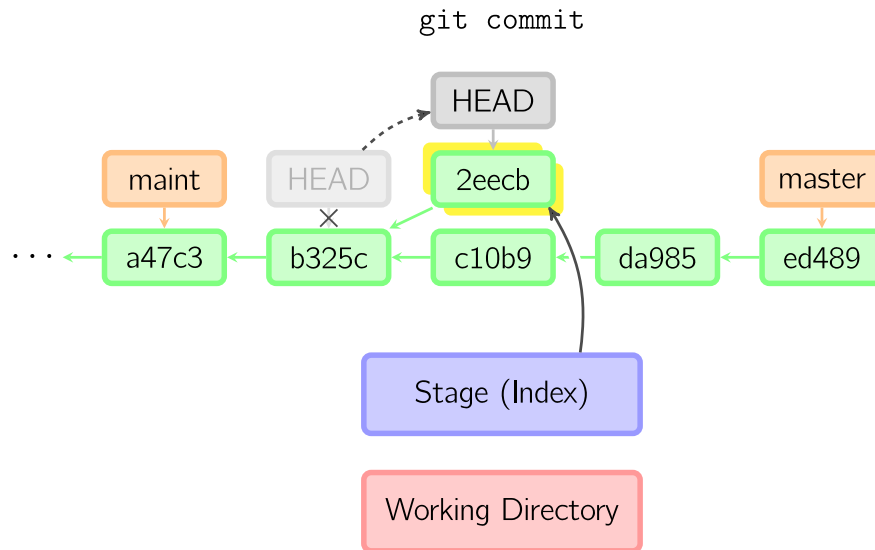 git commit
HEAD
maint
HEAD
2eecb
master
...
a47c3
b325c
c10b9
da985
ed489
Stage (Index)
Working Directory